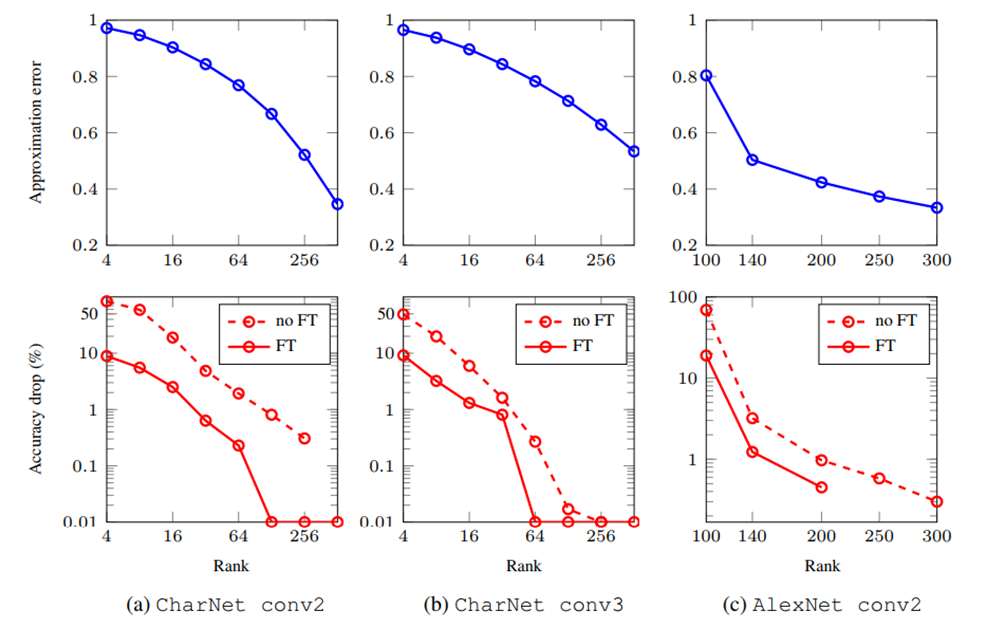 1
0.8
0.6
0.4
0.2
4 16 64 256
Approximation error
1
0.8
0.6
0.4
0.2
4 16 64 256
1
0.8
0.6
0.4
0.2
100 140 200 250 300
50
10
1
0.1
0.01
4 16 64 256
Accuracy drop (%)
Rank
no FT
FT
50
10
1
0.1
0.01
4 16 64 256
Rank
no FT
FT
100
10
1
100 140 200 250 300
Rank
no FT
FT
(a) CharNet conv2
(b) CharNet conv3
(c) AlexNet conv2